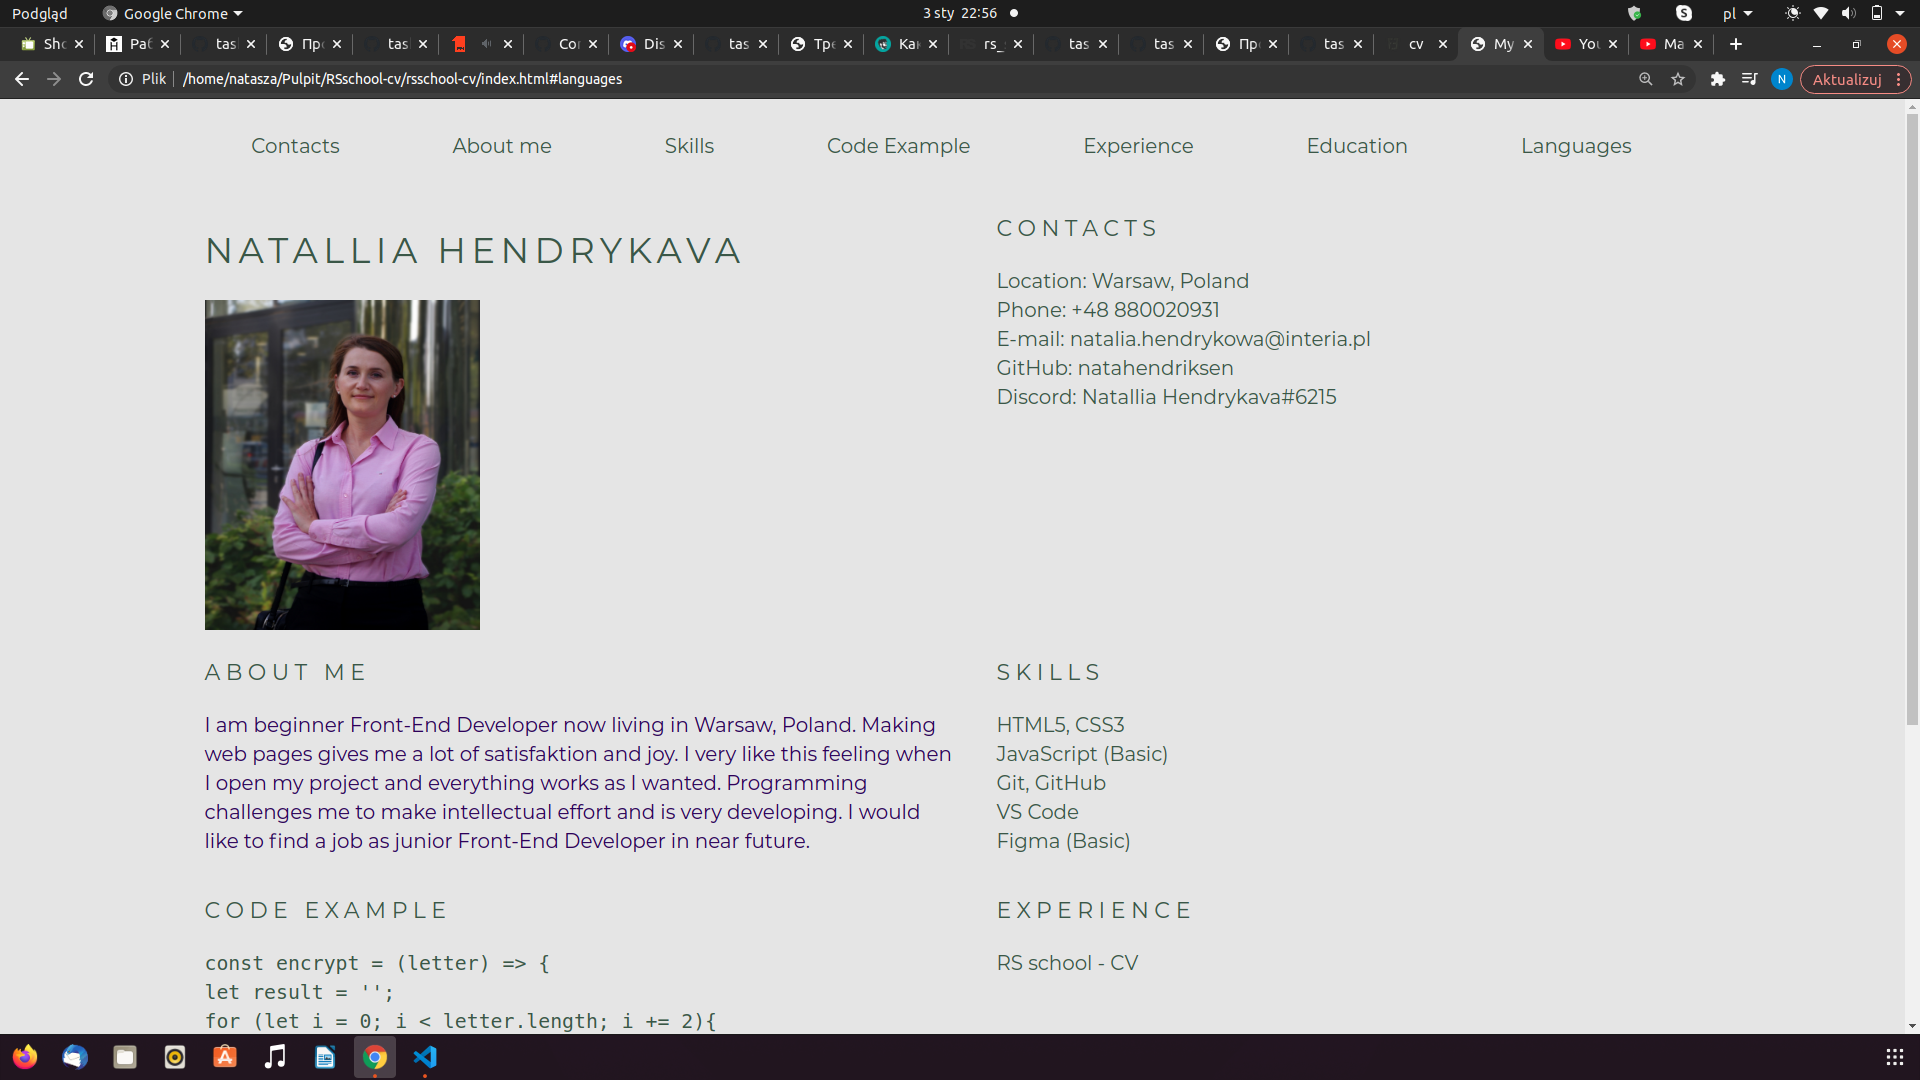 Podgląd
Google Chrome
3 sty 22:56
pl
Sho
Раб
tas
Про
tas
Cor
Dis
tas
Тре
Как
rs_
tas
tas
Пр
tas
cv
My
You
Ma
Plik
/home/natasza/Pulpit/RSschool-cv/rsschool-cv/index.html#languages
N
Aktualizuj
Contacts
About me
Skills
Code Example
Experience
Education
Languages
NATALLIA HENDRYKAVA
CONTACTS
Location: Warsaw, Poland
Phone: +48 880020931
E-mail: natalia.hendrykowa@interia.pl
GitHub: natahendriksen
Discord: Natallia Hendrykava#6215
ABOUT ME
I am beginner Front-End Developer now living in Warsaw, Poland. Making
web pages gives me a lot of satisfaktion and joy. I very like this feeling when
I open my project and everything works as I wanted. Programming
challenges me to make intellectual effort and is very developing. I would
like to find a job as junior Front-End Developer in near future.
SKILLS
HTML5, CSS3
JavaScript (Basic)
Git, GitHub
VS Code
Figma (Basic)
CODE EXAMPLE
const encrypt = (letter) => {
let result = '';
for (let i = 0; i < letter.length; i += 2){
EXPERIENCE
RS school - CV